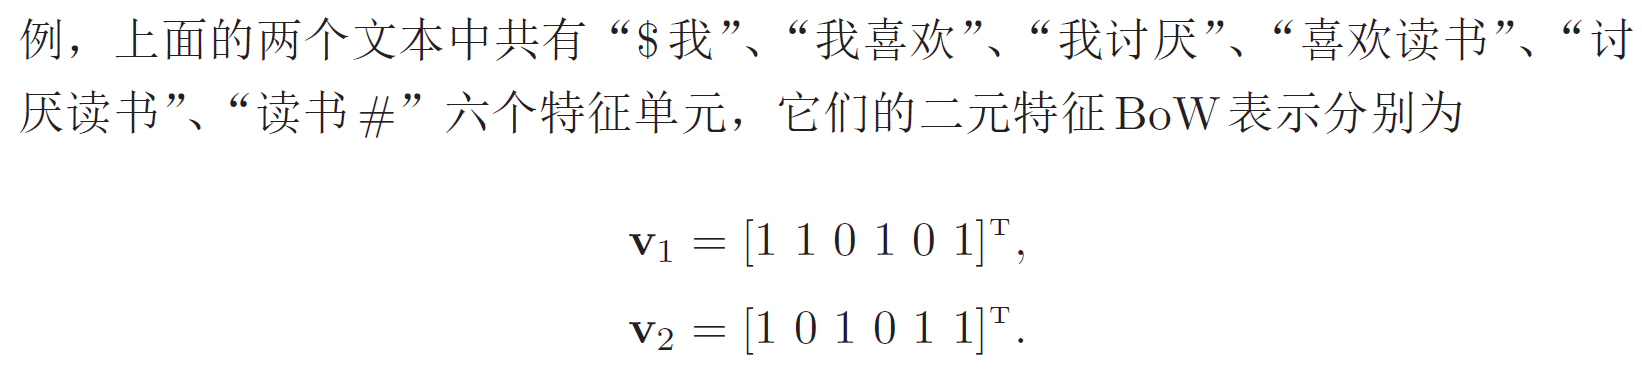 例，上面的两个文本中共有“$我”、“我喜欢”、“我讨厌”、“喜欢读书”、“讨
厌读书”、“读书#”六个特征单元，它们的二元特征BoW表示分别为
v₁ = [1 1 0 1 0 1]ᵀ,
v₂ = [1 0 1 0 1 1]ᵀ.